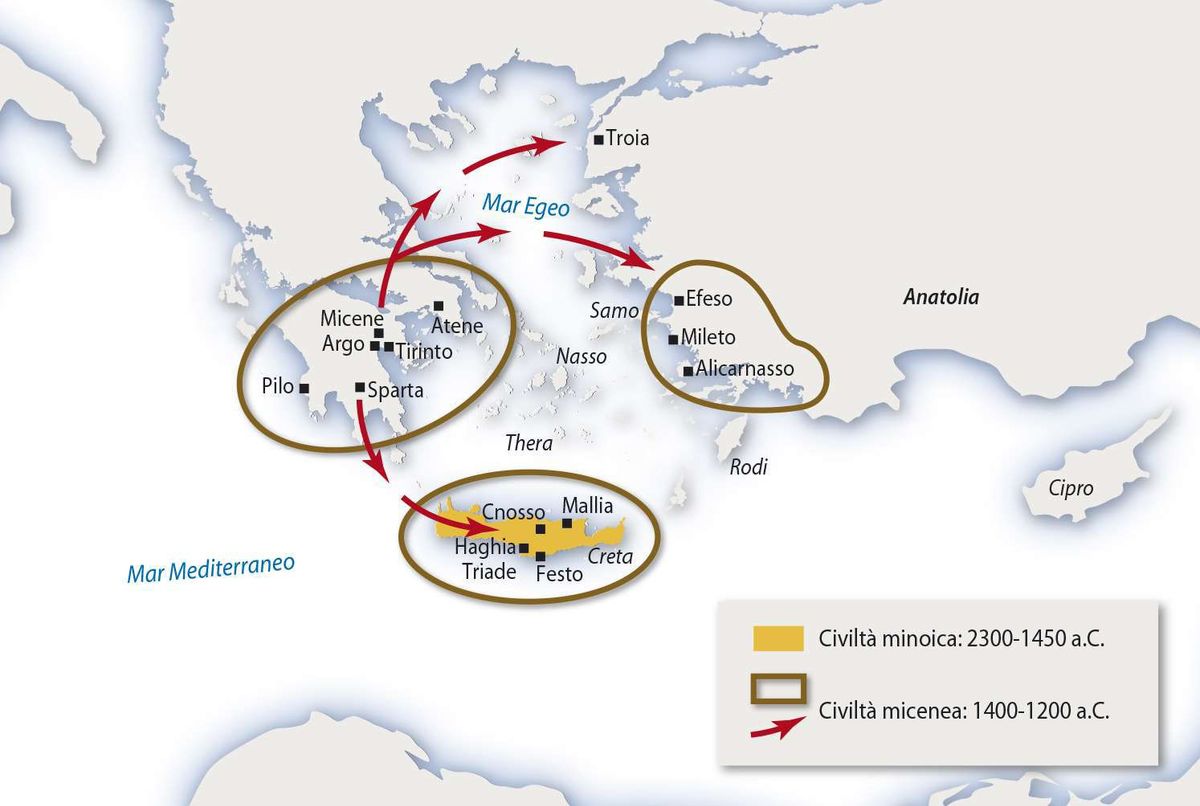 Troia
Mar Egeo
Anatolia
Efeso
Samo
Micene
Atene
Mileto
Argo
Tirinto
Nasso
Alicarnasso
Pilo
Sparta
Thera
Rodi
Cipro
Cnosso
Mallia
Haghia
Triade
Creta
Festo
Mar Mediterraneo
Civiltà minoica: 2300-1450 a.C.
Civiltà micenea: 1400-1200 a.C.